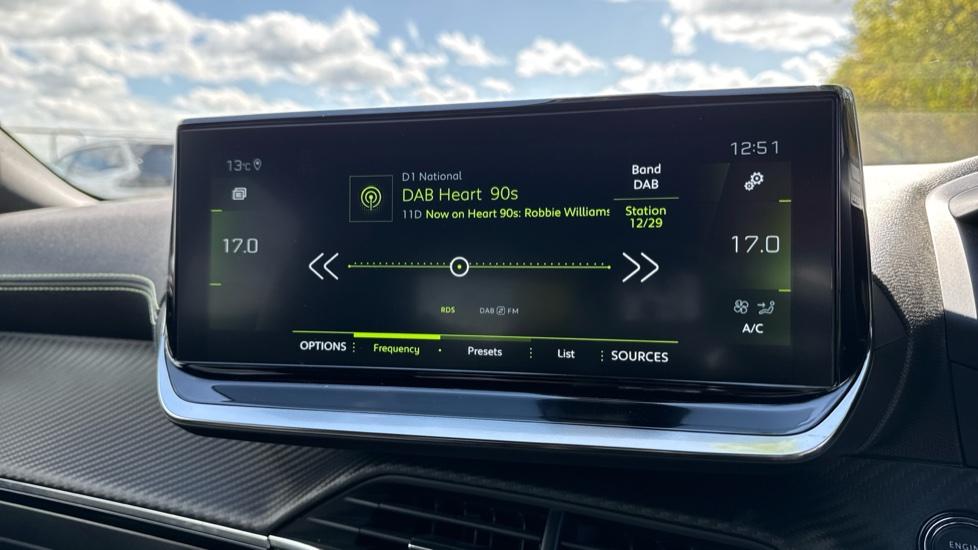 13°C
12:51
D1 National
DAB Heart 90s
11D Now on Heart 90s: Robbie Williams
Band
DAB
Station
12/29
17.0
17.0
RDS
DAB FM
A/C
OPTIONS
Frequency
Presets
List
SOURCES